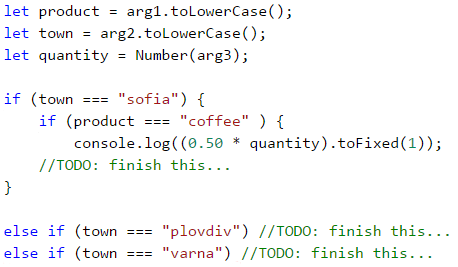 let product = arg1.toLowerCase();
let town = arg2.toLowerCase();
let quantity = Number(arg3);

if (town === "sofia") {
    if (product === "coffee" ) {
        console.log((0.50 * quantity).toFixed(1));
    //TODO: finish this...
}

else if (town === "plovdiv") //TODO: finish this...
else if (town === "varna") //TODO: finish this...